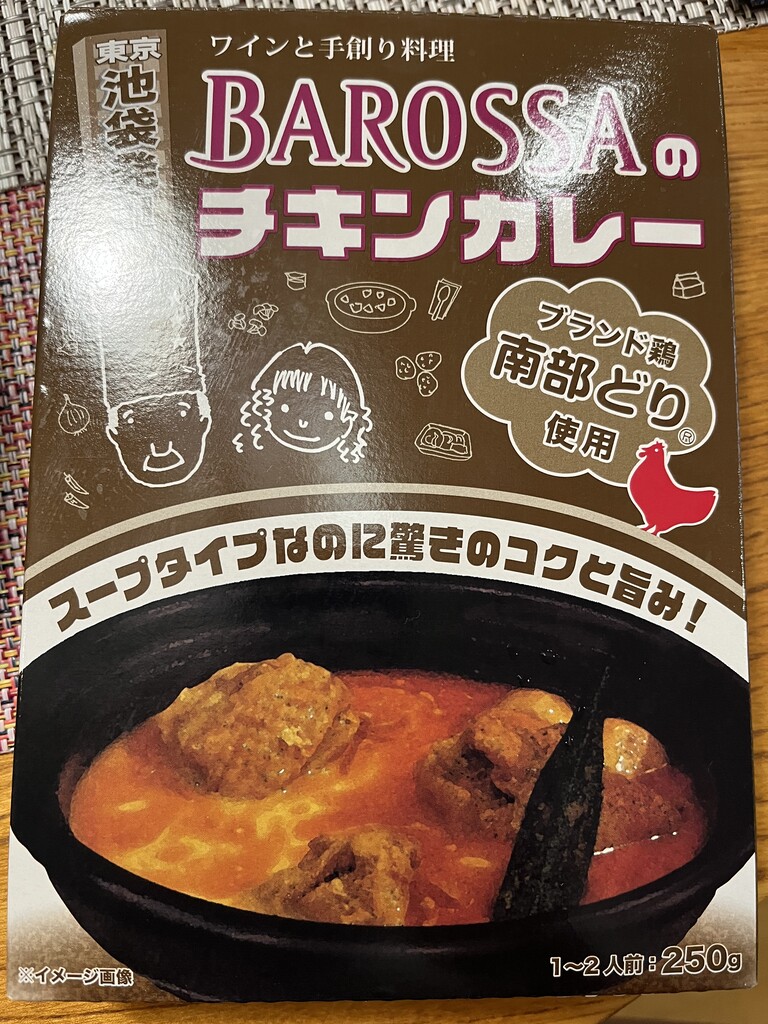 東京
池袋発
ワインと手創り料理
BAROSSAの
チキンカレー
ブランド鶏
南部どり®
使用
スープタイプなのに驚きのコクと旨み!
※イメージ画像
1〜2人前:250g